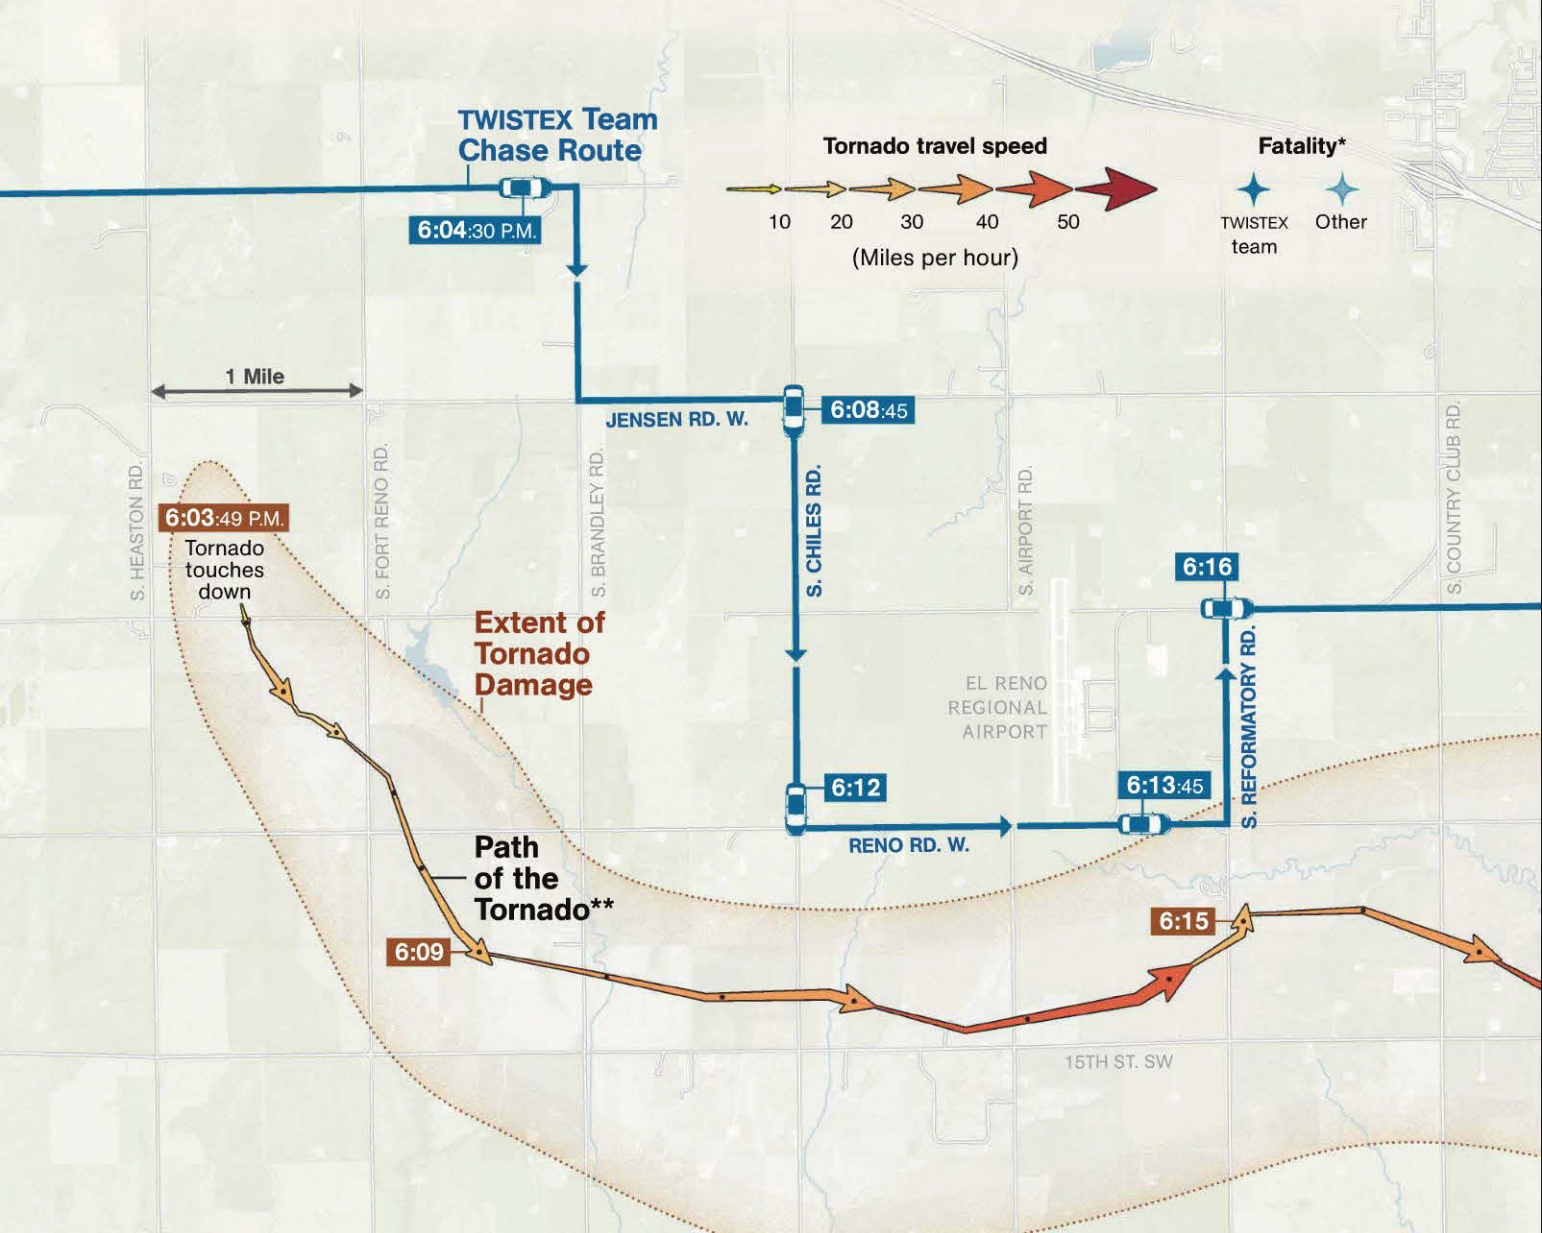 TWISTEX Team
Chase Route
6:04:30 P.M.
Tornado travel speed
10 20 30 40 50
(Miles per hour)
Fatality*
TWISTEX
team
Other
1 Mile
JENSEN RD. W.
6:08:45
S. HEASTON RD.
S. FORT RENO RD.
S. BRANDLEY RD.
S. CHILES RD.
S. AIRPORT RD.
S. COUNTRY CLUB RD.
6:03:49 P.M.
Tornado
touches
down
6:16
Extent of
Tornado
Damage
EL RENO
REGIONAL
AIRPORT
S. REFORMATORY RD.
6:12
6:13:45
RENO RD. W.
Path
of the
Tornado**
6:09
6:15
15TH ST. SW